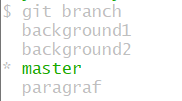 $ git branch
  background1
  background2
* master
  paragraf